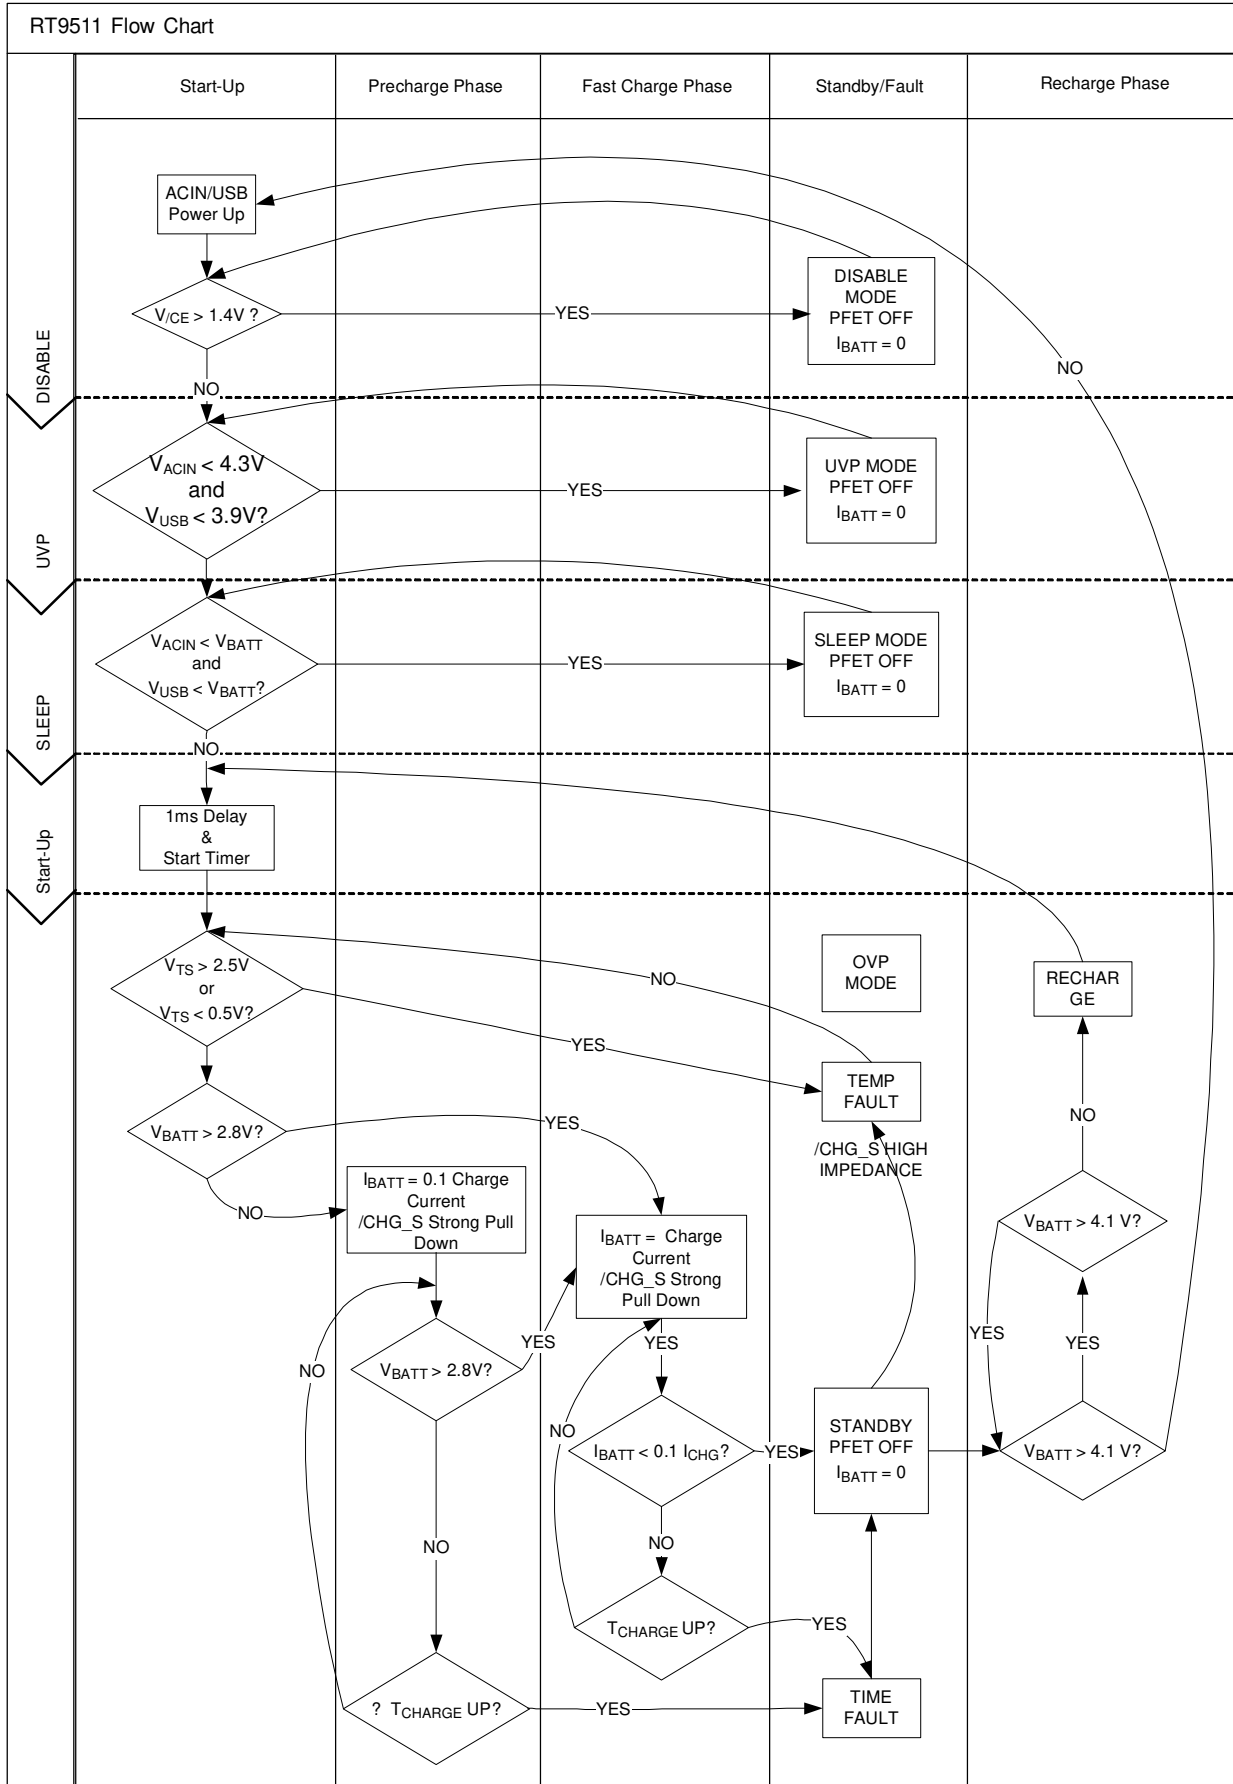 RT9511 Flow Chart
Start-Up
Precharge Phase
Fast Charge Phase
Standby/Fault
Recharge Phase
DISABLE
UVP
SLEEP
Start-Up
ACIN/USB
Power Up
V/CE > 1.4V ?
YES
DISABLE
MODE
PFET OFF
IBATT = 0
NO
NO
VACIN < 4.3V
and
VUSB < 3.9V?
YES
UVP MODE
PFET OFF
IBATT = 0
VACIN < VBATT
and
VUSB < VBATT?
YES
SLEEP MODE
PFET OFF
IBATT = 0
NO
1ms Delay
&
Start Timer
VTS > 2.5V
or
VTS < 0.5V?
NO
YES
OVP
MODE
RECHAR
GE
TEMP
FAULT
/CHG_S HIGH
IMPEDANCE
NO
VBATT > 2.8V?
YES
NO
IBATT = 0.1 Charge
Current
/CHG_S Strong Pull
Down
IBATT = Charge
Current
/CHG_S Strong
Pull Down
VBATT > 4.1 V?
YES
YES
NO
VBATT > 2.8V?
YES
YES
NO
IBATT < 0.1 ICHG?
YES
STANDBY
PFET OFF
IBATT = 0
VBATT > 4.1 V?
NO
NO
TCHARGE UP?
YES
? TCHARGE UP?
YES
TIME
FAULT